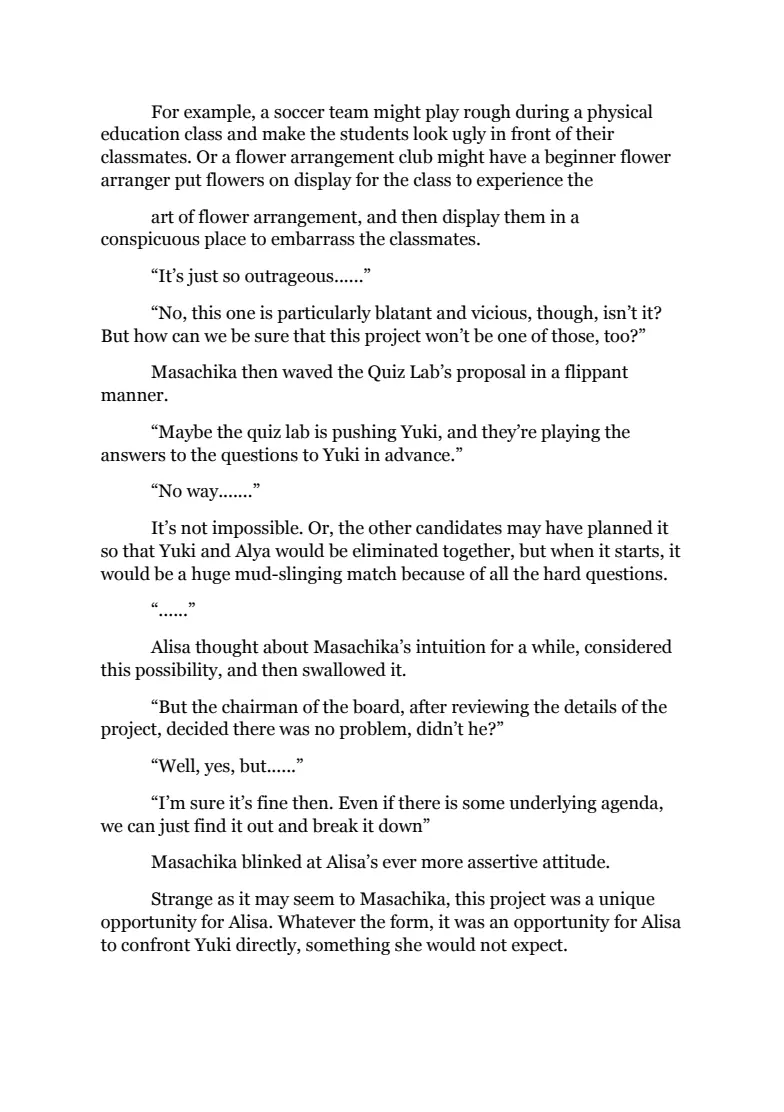 For example, a soccer team might play rough during a physical
education class and make the students look ugly in front of their
classmates. Or a flower arrangement club might have a beginner flower
arranger put flowers on display for the class to experience the
art of flower arrangement, and then display them in a
conspicuous place to embarrass the classmates.
“It’s just so outrageous......”
“No, this one is particularly blatant and vicious, though, isn’t it?
But how can we be sure that this project won’t be one of those, too?”
Masachika then waved the Quiz Lab’s proposal in a flippant
manner.
“Maybe the quiz lab is pushing Yuki, and they’re playing the
answers to the questions to Yuki in advance.”
“No way.......”
It’s not impossible. Or, the other candidates may have planned it
so that Yuki and Alya would be eliminated together, but when it starts, it
would be a huge mud-slinging match because of all the hard questions.
“......”
Alisa thought about Masachika’s intuition for a while, considered
this possibility, and then swallowed it.
“But the chairman of the board, after reviewing the details of the
project, decided there was no problem, didn’t he?”
“Well, yes, but......”
“I’m sure it’s fine then. Even if there is some underlying agenda,
we can just find it out and break it down”
Masachika blinked at Alisa’s ever more assertive attitude.
Strange as it may seem to Masachika, this project was a unique
opportunity for Alisa. Whatever the form, it was an opportunity for Alisa
to confront Yuki directly, something she would not expect.